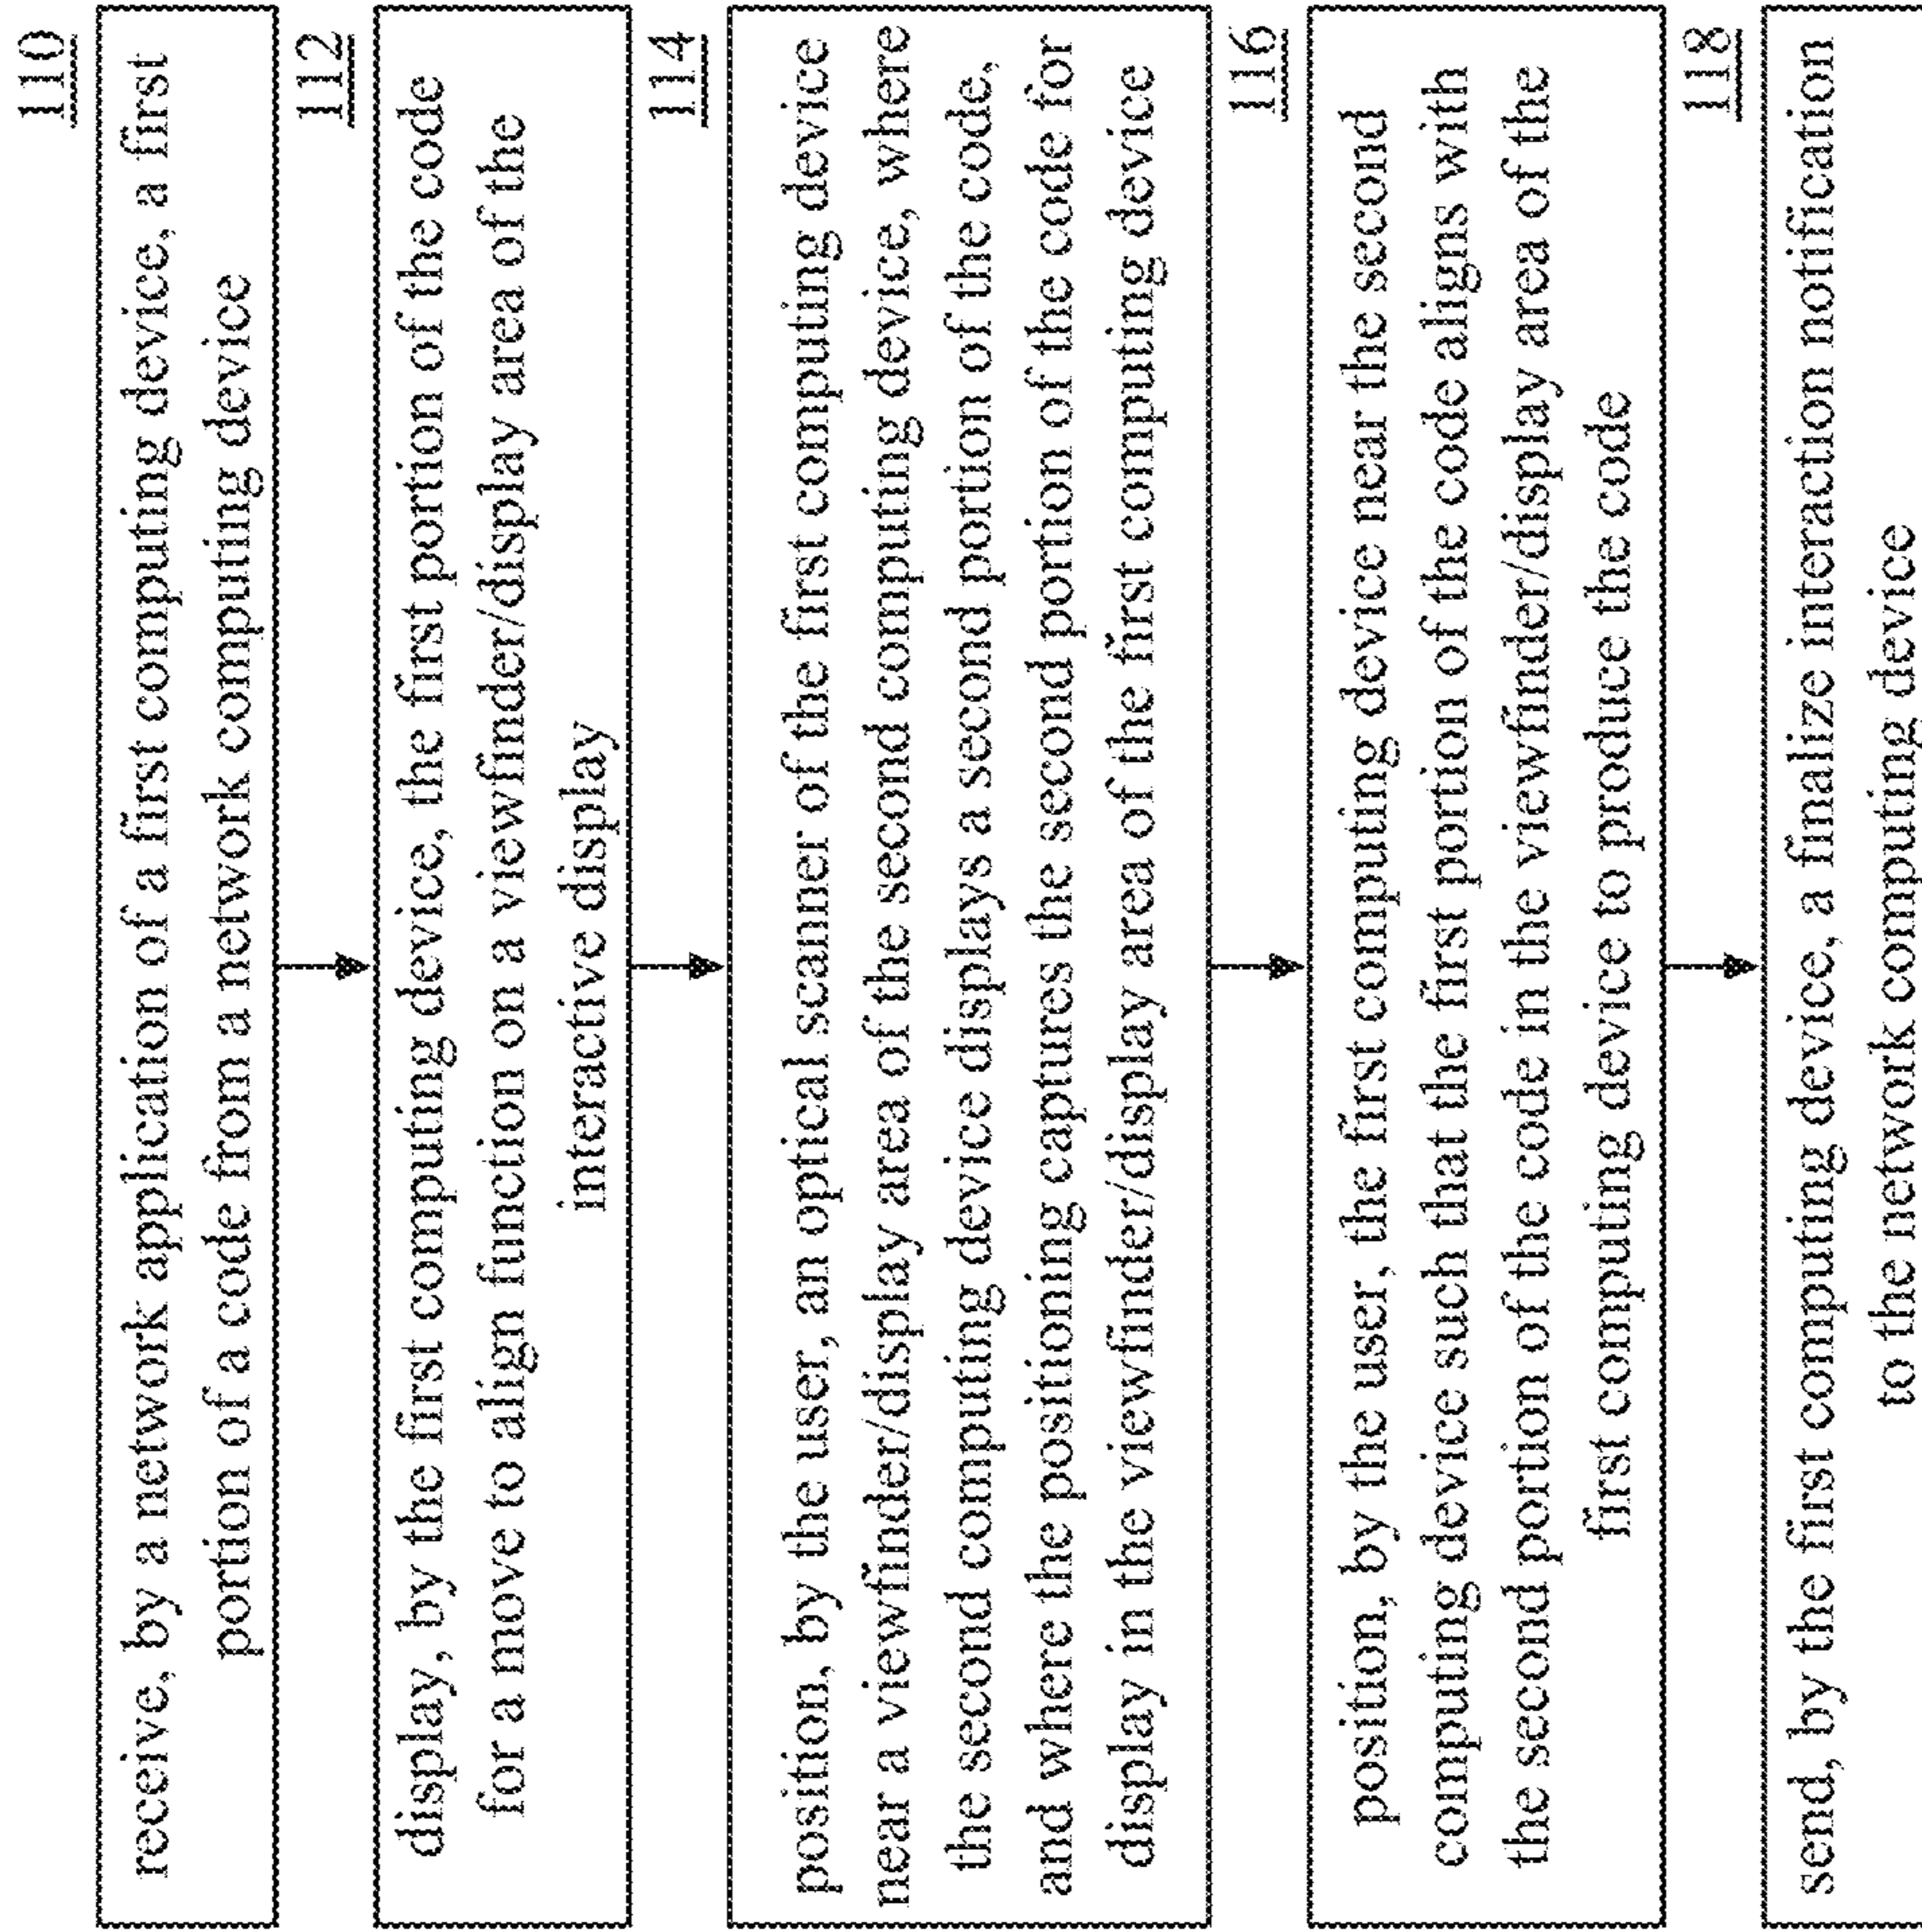 110
receive, by a network application of a first computing device, a first
portion of a code from a network computing device
112
display, by the first computing device, the first portion of the code
for a move to align function on a viewfinder/display area of the
interactive display
114
position, by the user, an optical scanner of the first computing device
near a viewfinder/display area of the second computing device, where
the second computing device displays a second portion of the code,
and where the positioning captures the second portion of the code for
display in the viewfinder/display area of the first computing device
116
position, by the user, the first computing device near the second
computing device such that the first portion of the code aligns with
the second portion of the code in the viewfinder/display area of the
first computing device to produce the code
118
send, by the first computing device, a finalize interaction notification
to the network computing device